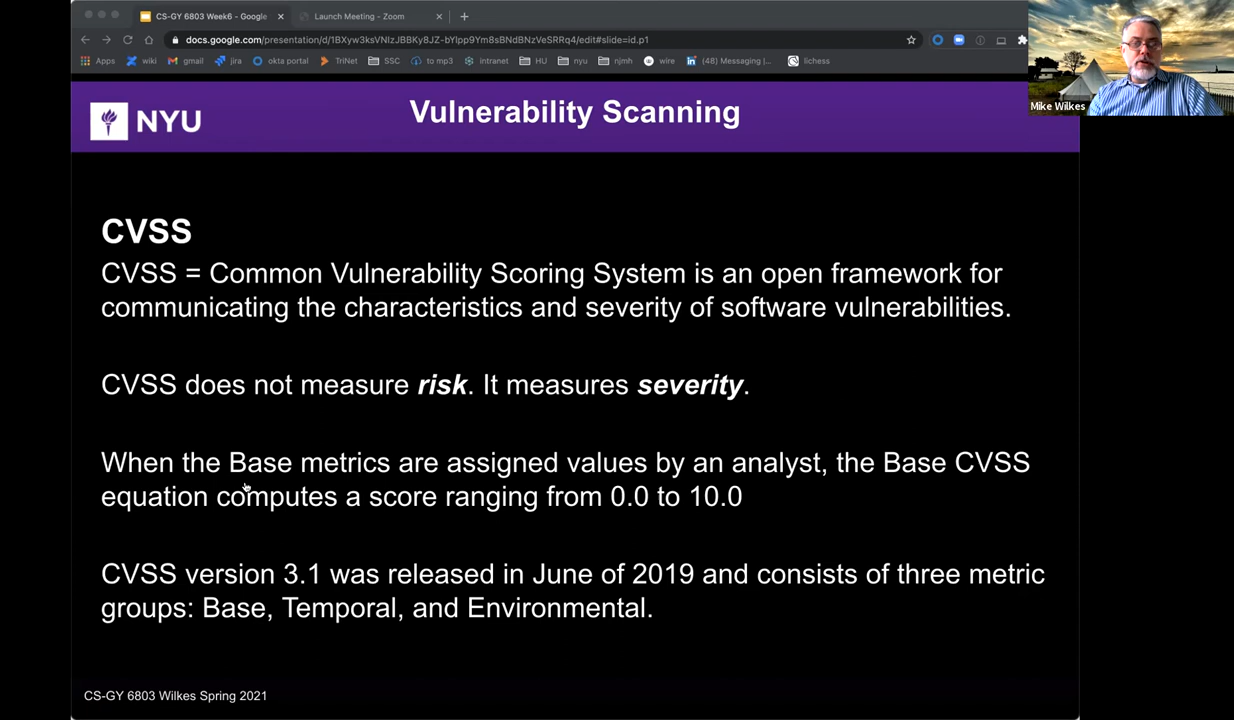 CS-GY 6803 Week6 - Google
Launch Meeting - Zoom
docs.google.com/presentation/d/1BXyw3ksVNIzJBBKy8JZ-bYlpp9Ym8sBNdBNzVeSRRq4/edit#slide=id.p1
Apps wiki gmail jira okta portal TriNet SSC to mp3 intranet HU nyu njmh wire (48) Messaging |... lichess
Mike Wilkes
NYU
Vulnerability Scanning
CVSS
CVSS = Common Vulnerability Scoring System is an open framework for
communicating the characteristics and severity of software vulnerabilities.
CVSS does not measure risk. It measures severity.
When the Base metrics are assigned values by an analyst, the Base CVSS
equation computes a score ranging from 0.0 to 10.0
CVSS version 3.1 was released in June of 2019 and consists of three metric
groups: Base, Temporal, and Environmental.
CS-GY 6803 Wilkes Spring 2021